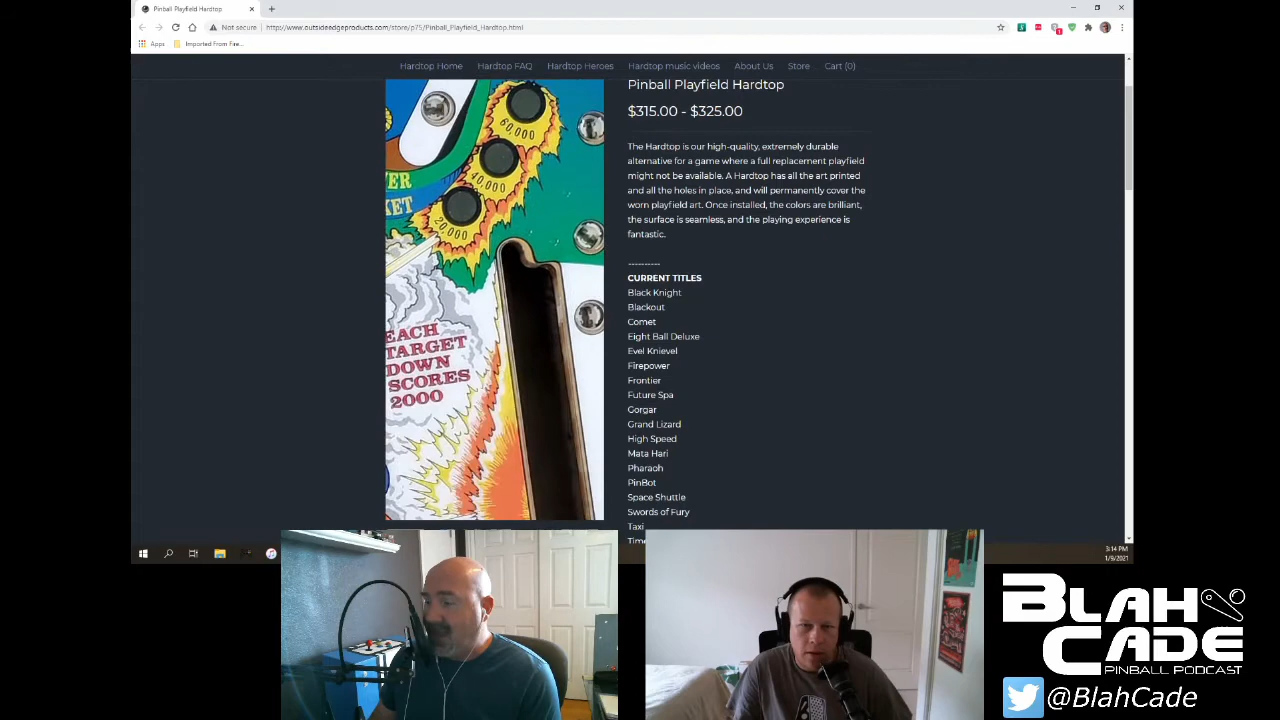 Pinball Playfield Hardtop
Not secure
http://www.outsideedgeproducts.com/store/p75/Pinball_Playfield_Hardtop.html
Apps
Imported From Fire...
Hardtop Home
Hardtop FAQ
Hardtop Heroes
Hardtop music videos
About Us
Store
Cart (0)
60,000
40,000
20,000
EACH
TARGET
DOWN
SCORES
2000
Pinball Playfield Hardtop
$315.00 - $325.00
The Hardtop is our high-quality, extremely durable
alternative for a game where a full replacement playfield
might not be available. A Hardtop has all the art printed
and all the holes in place, and will permanently cover the
worn playfield art. Once installed, the colors are brilliant,
the surface is seamless, and the playing experience is
fantastic.
----------
CURRENT TITLES
Black Knight
Blackout
Comet
Eight Ball Deluxe
Evel Knievel
Firepower
Frontier
Future Spa
Gorgar
Grand Lizard
High Speed
Mata Hari
Pharaoh
PinBot
Space Shuttle
Swords of Fury
Taxi
3:14 PM
1/9/2021
BLAH
CADE
PINBALL PODCAST
@BlahCade